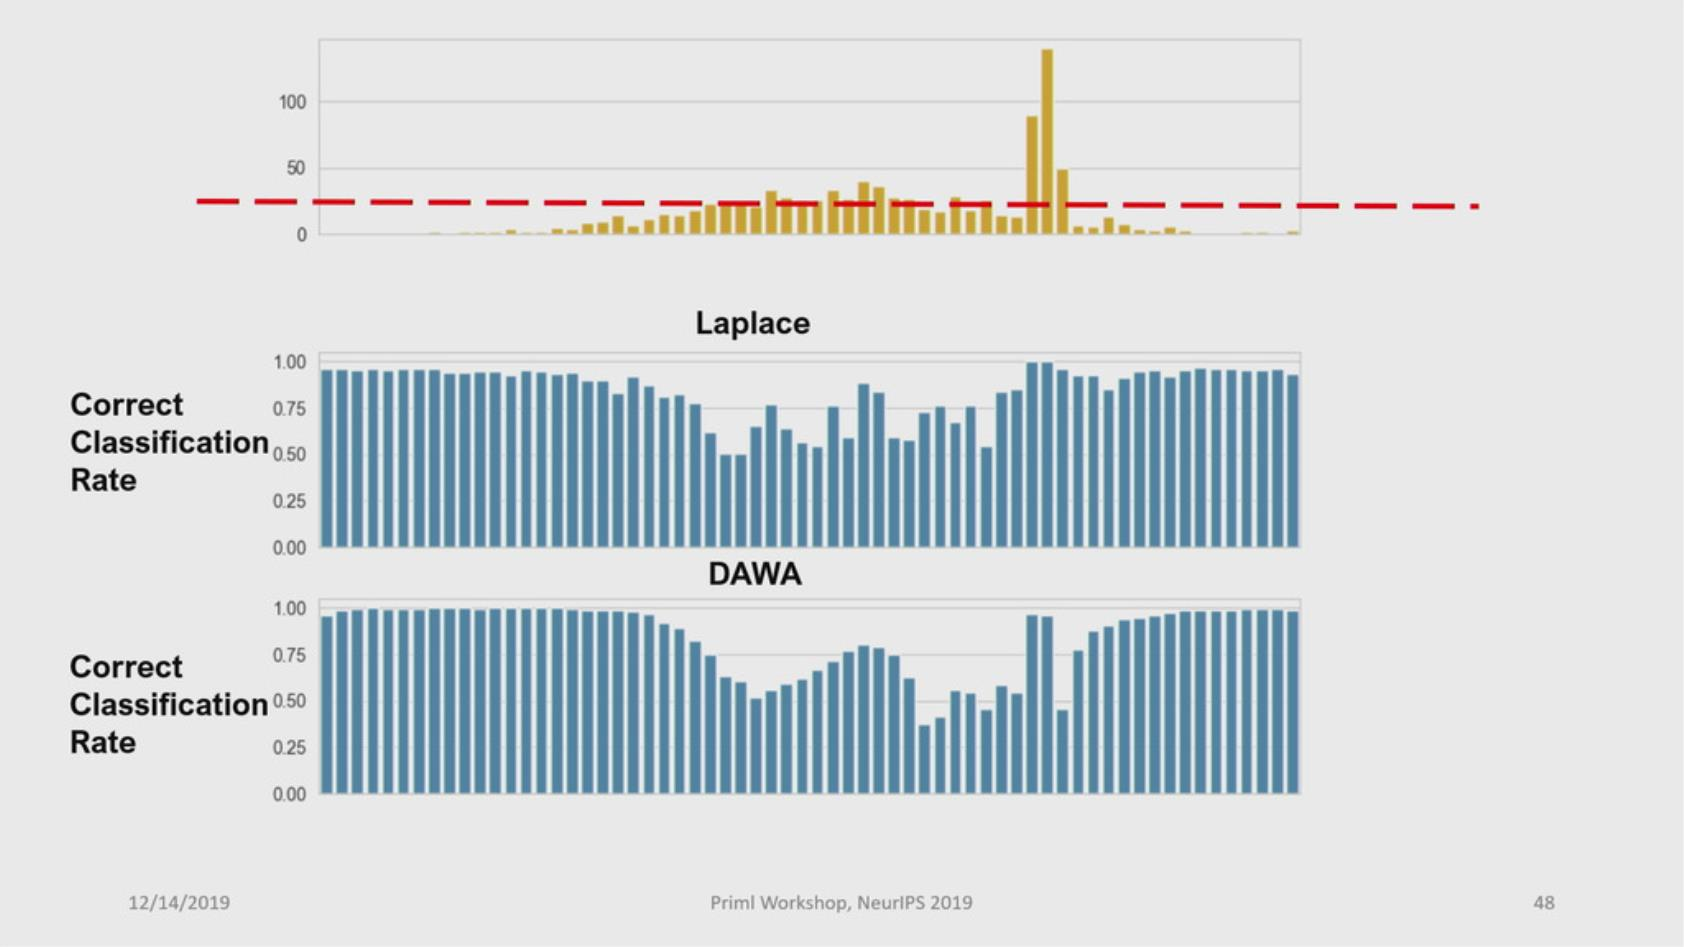 100
50
0
Laplace
1.00
0.75
0.50
0.25
0.00
Correct
Classification
Rate
DAWA
1.00
0.75
0.50
0.25
0.00
Correct
Classification
Rate
12/14/2019
Priml Workshop, NeurIPS 2019
48